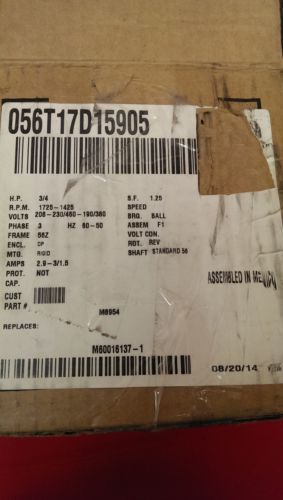 056T17D15905
H.P. 3/4 S.F. 1.25
R.P.M. 1725-1425 SPEED
VOLTS 208-230/460-190/380 BRG. BALL
PHASE 3 HZ 60-50 ASSEM F1
FRAME 56Z VOLT CON.
ENCL. DP ROT. REV
MTG. RIGID SHAFT STANDARD 56
AMPS 2.9-3/1.5
PROT. NOT
CAP.
ASSEMBLED IN
CUST
PART #
M6954
REPLACES:
M60016137-1
08/20/14